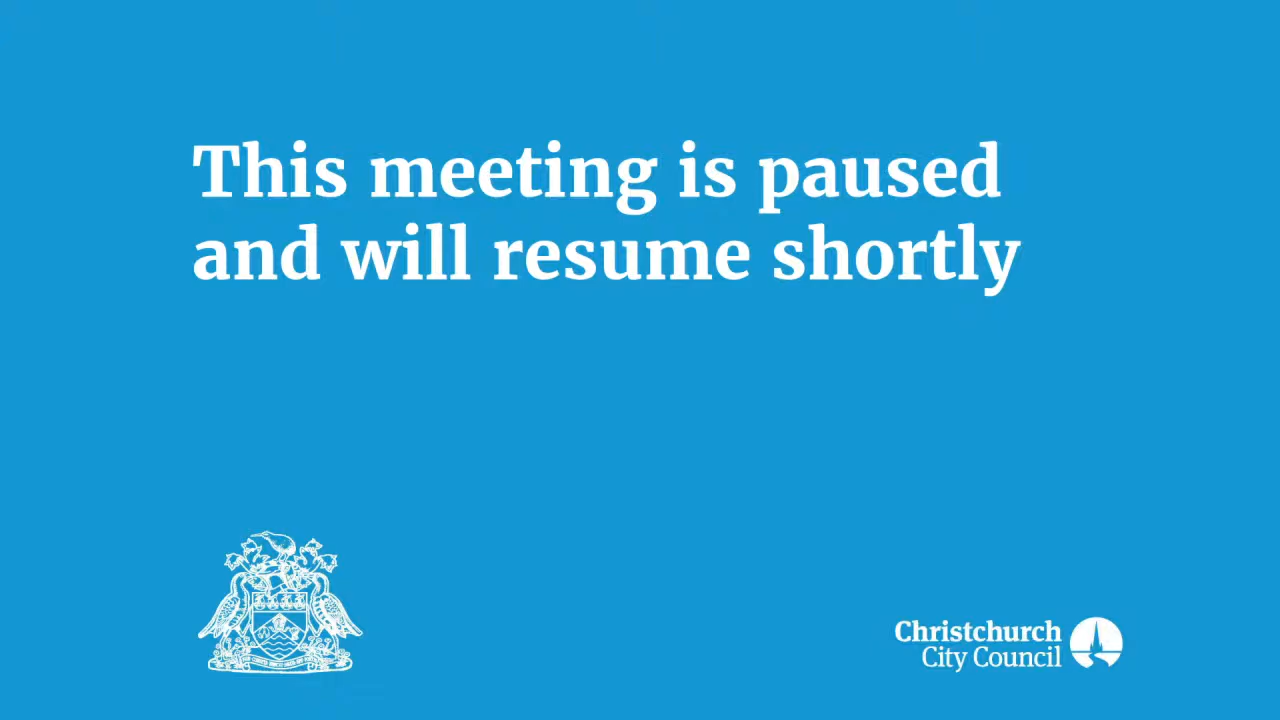 This meeting is paused
and will resume shortly
Christchurch
City Council